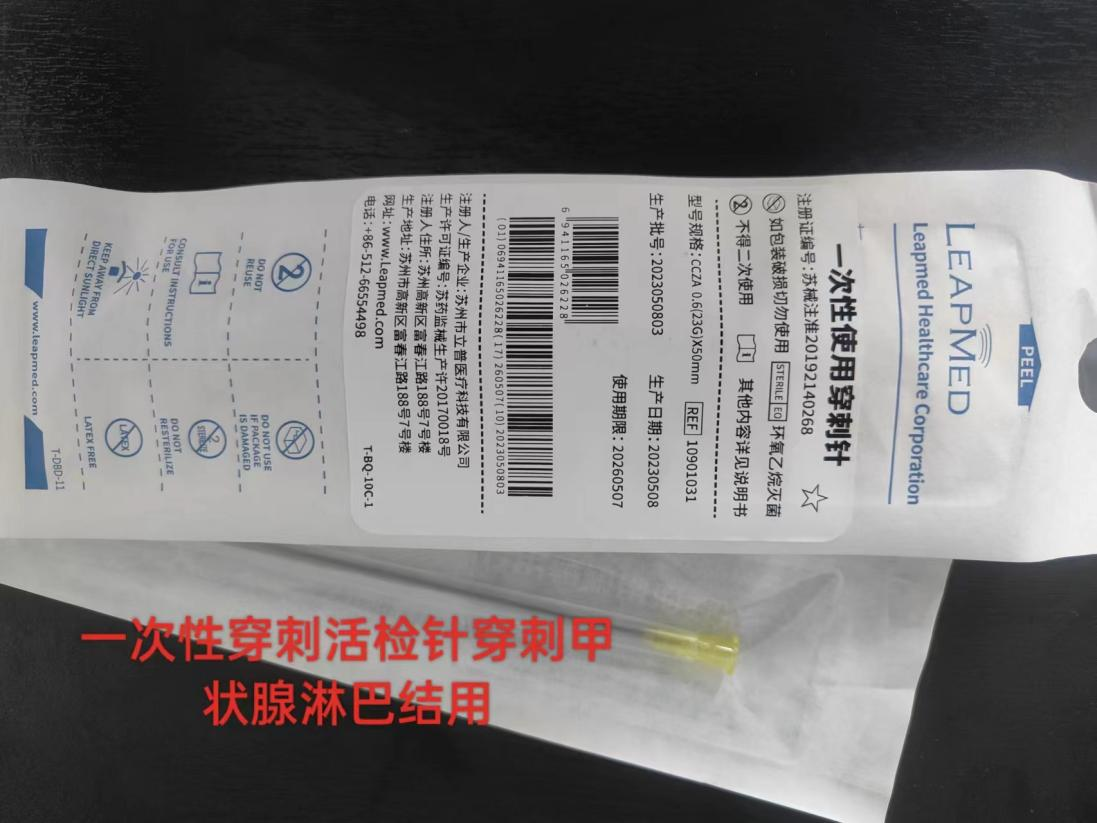 PEEL
LEAPMED
Leapmed Healthcare Corporation
一次性使用穿刺针
注册证编号:苏械注准20192140268
如包装破损切勿使用 STERILE EO 环氧乙烷灭菌
2 不得二次使用 其他内容详见说明书
型号规格:CCZA 0.6(23G)X50mm REF 10901031
生产批号:2023050803 生产日期:20230508
使用期限:20260507
6 941165 026228
(01)06941165026228(17)260507(10)2023050803
注册人/生产企业:苏州市立普医疗科技有限公司
生产许可证编号:苏药监械生产许20170018号
注册人住所:苏州高新区富春江路188号7号楼
生产地址:苏州市高新区富春江路188号7号楼
网址:www.Leapmed.com
电话:+86-512-66554498 T-BQ-10C-1
2
DO NOT
REUSE
DO NOT USE
IF PACKAGE
IS DAMAGED
CONSULT INSTRUCTIONS
FOR USE
STERILIZE
2
DO NOT
RESTERILIZE
KEEP AWAY FROM
DIRECT SUNLIGHT
LATEX
LATEX FREE
www.leapmed.com
T-DBD-11
一次性穿刺活检针穿刺甲
状腺淋巴结用